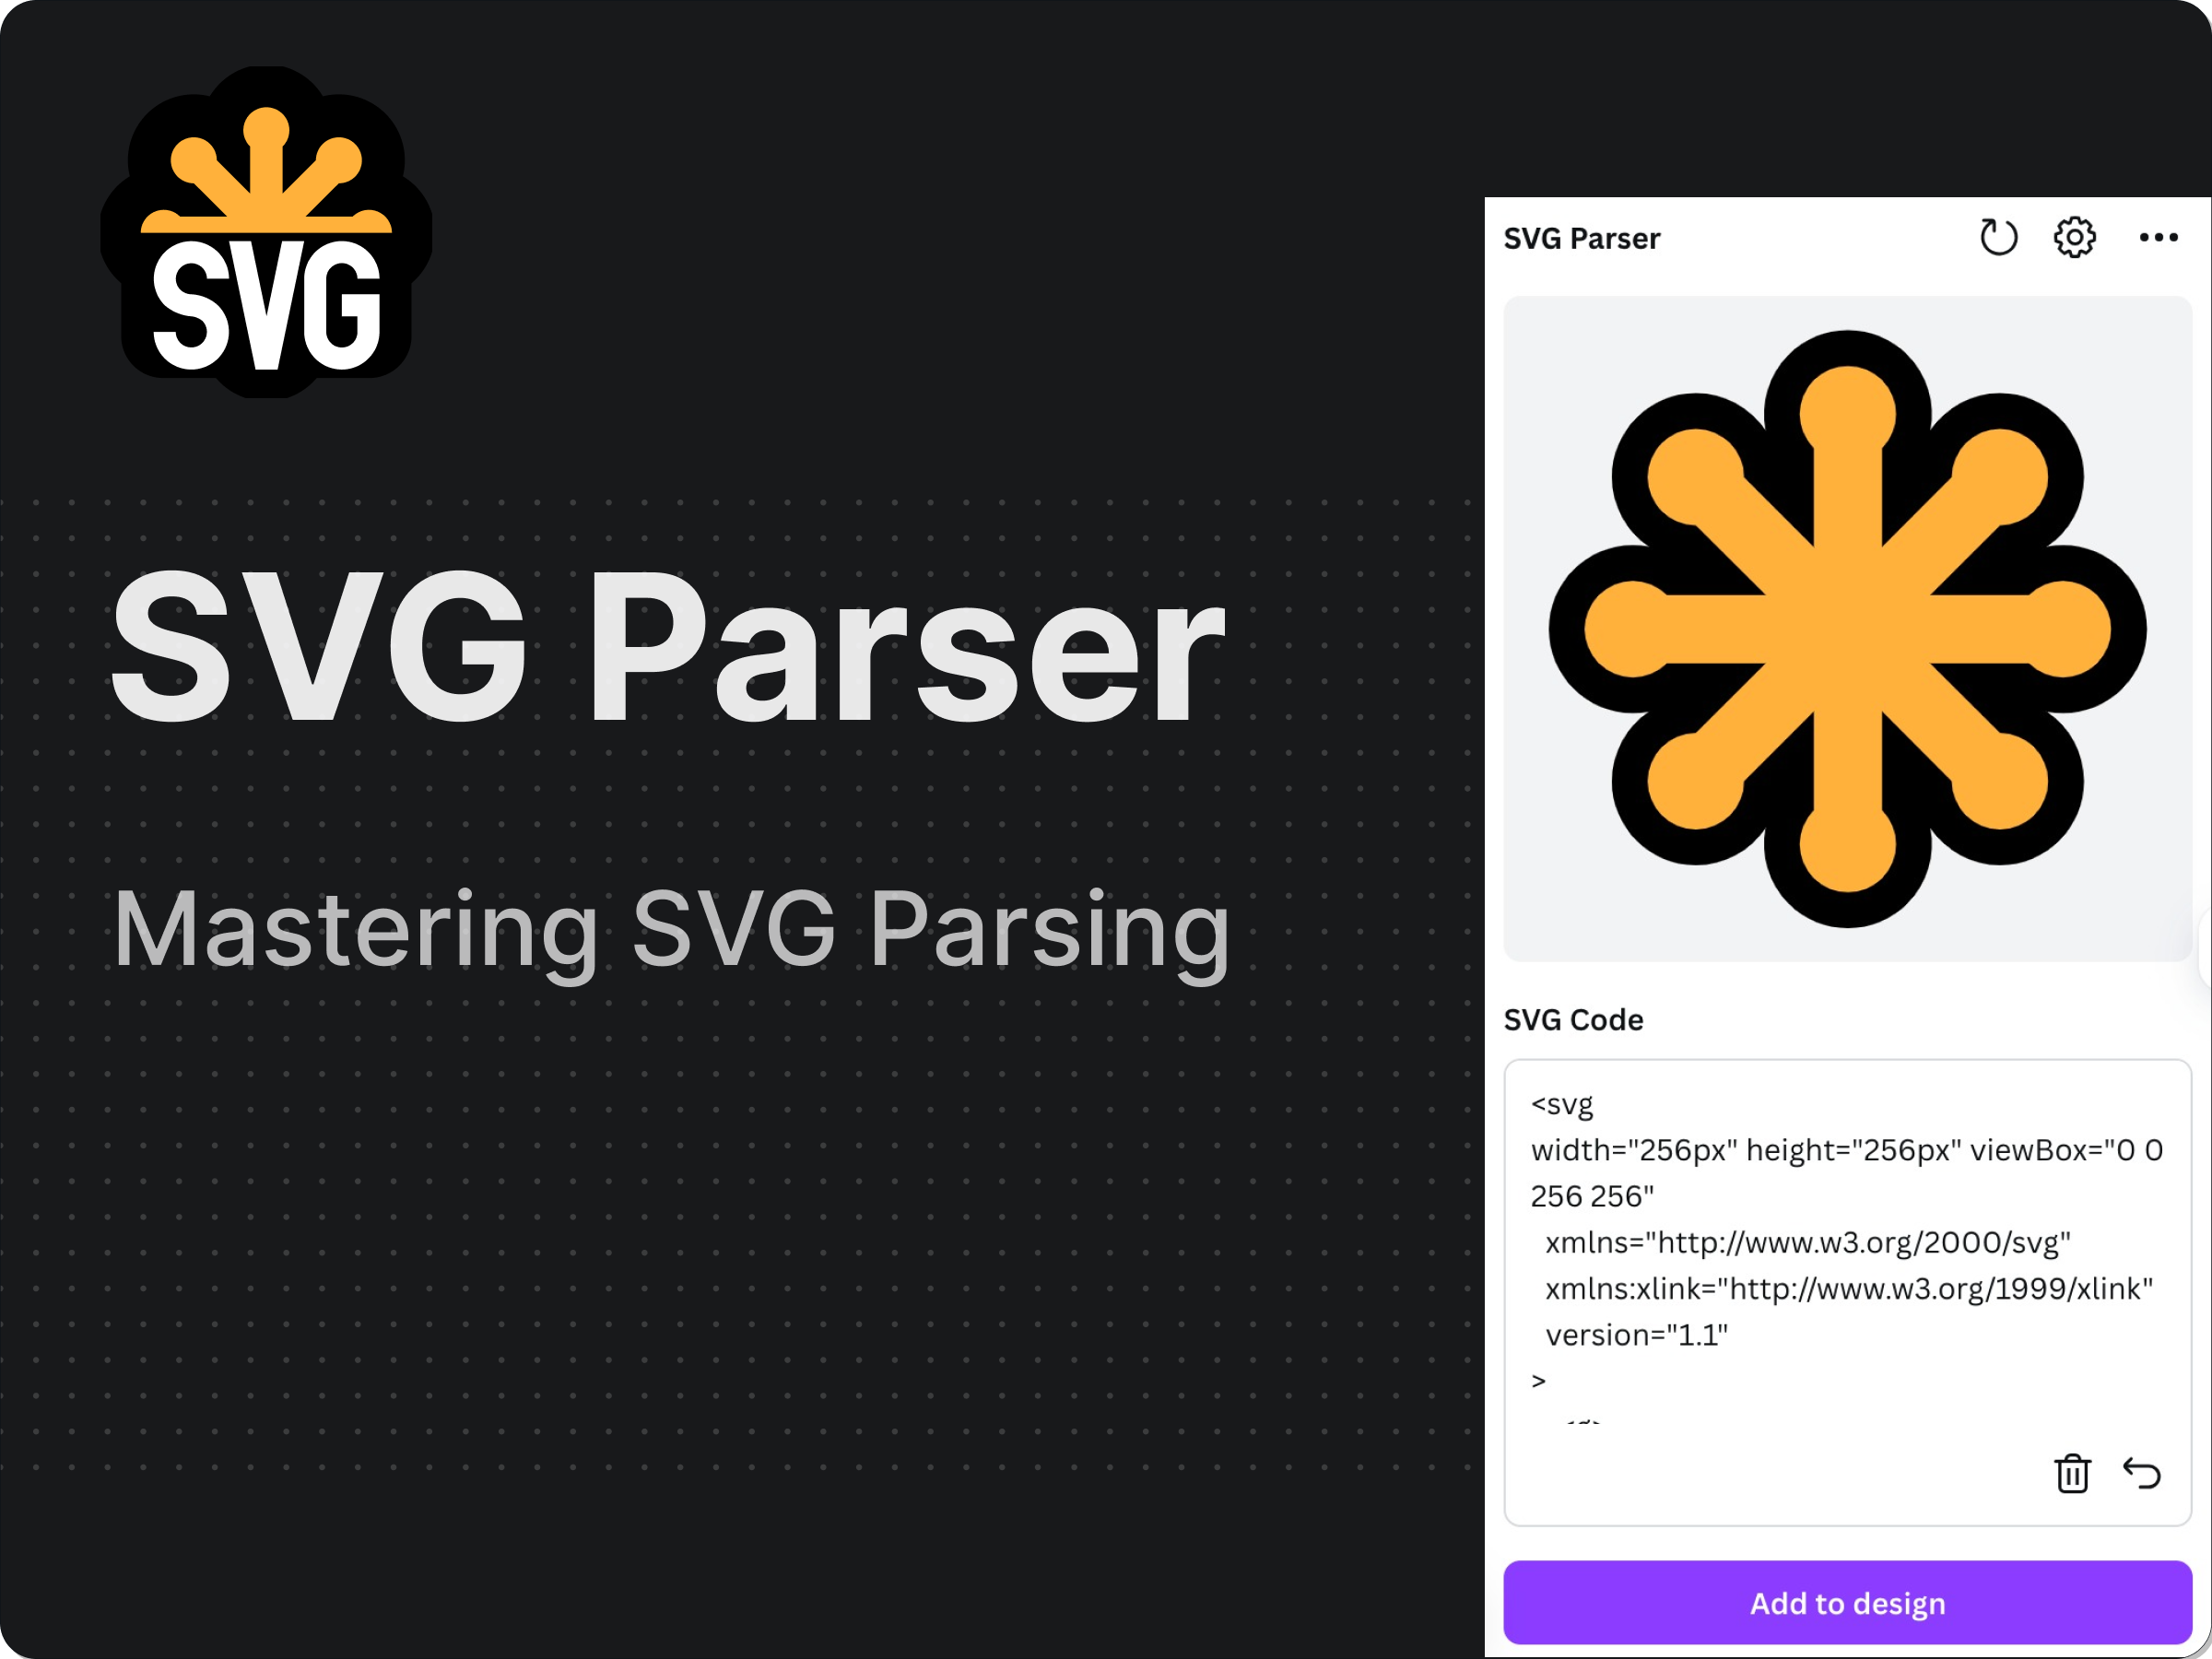 SVG
SVG Parser
Mastering SVG Parsing
SVG Parser
SVG Code
<svg
width="256px" height="256px" viewBox="0 0
256 256"
xmlns="http://www.w3.org/2000/svg"
xmlns:xlink="http://www.w3.org/1999/xlink"
version="1.1"
>
Add to design